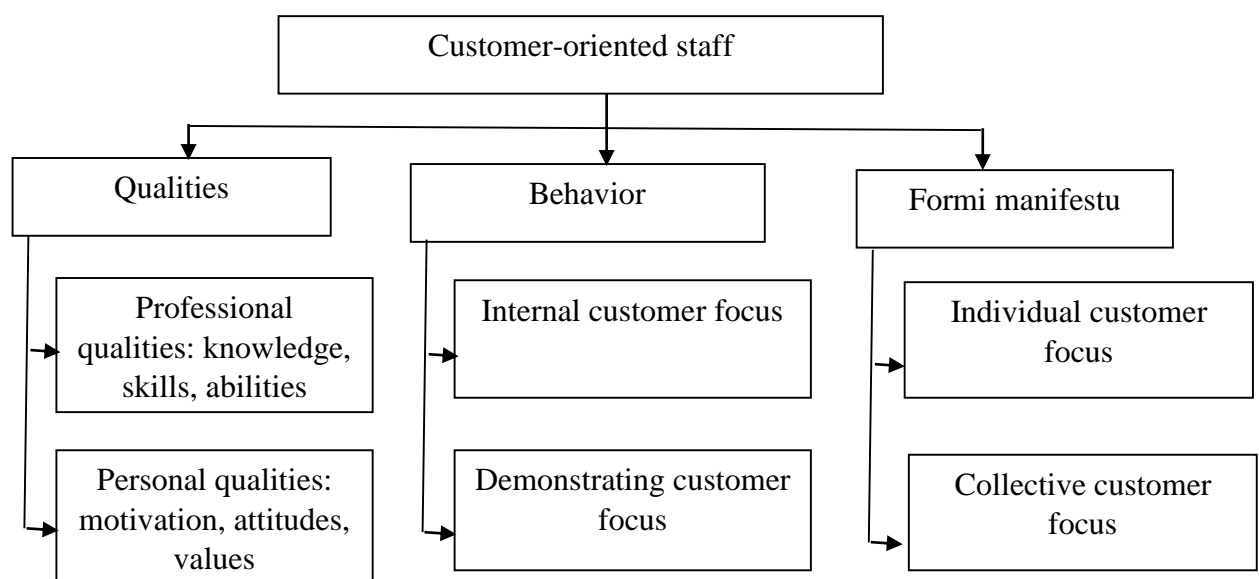 Customer-oriented staff
Qualities
Behavior
Formi manifestu
Professional
qualities: knowledge,
skills, abilities
Internal customer focus
Individual customer
focus
Personal qualities:
motivation, attitudes,
values
Demonstrating customer
focus
Collective customer
focus